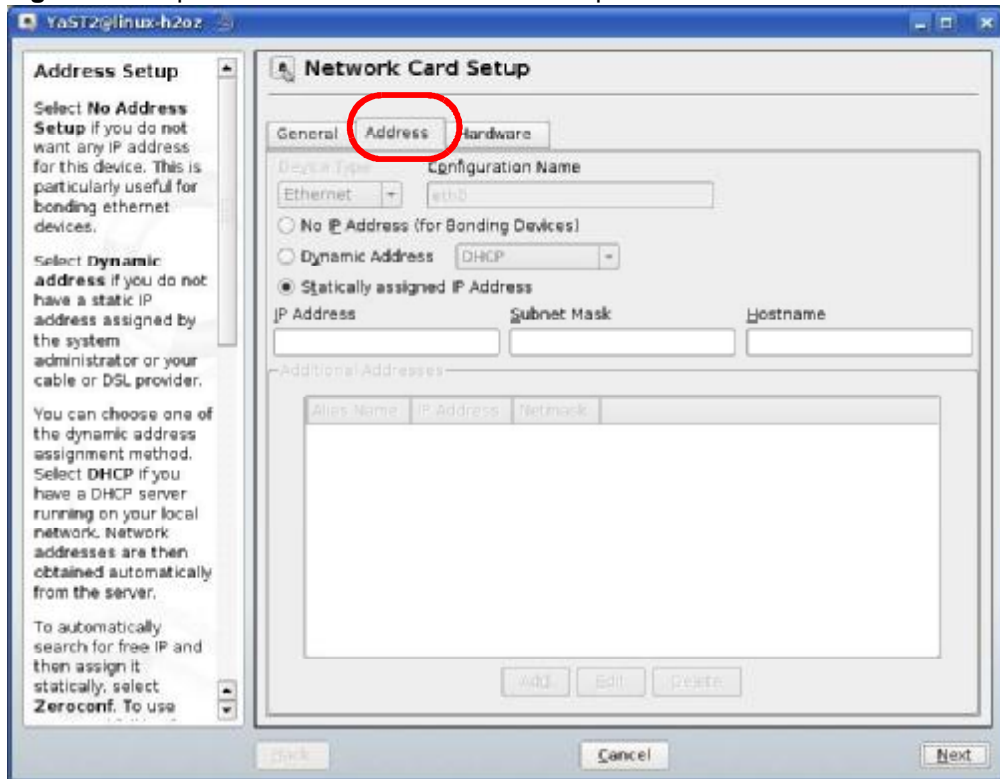 YaST2@linux-h2oz
Address Setup
Select No Address
Setup if you do not
want any IP address
for this device. This is
particularly useful for
bonding ethernet
devices.
Select Dynamic
address if you do not
have a static IP
address assigned by
the system
administrator or your
cable or DSL provider.
You can choose one of
the dynamic address
assignment method.
Select DHCP if you
have a DHCP server
running on your local
network. Network
addresses are then
obtained automatically
from the server.
To automatically
search for free IP and
then assign it
statically, select
Zeroconf. To use
Network Card Setup
General Address Hardware
Device Type Configuration Name
Ethernet eth0
No IP Address (for Bonding Devices)
Dynamic Address DHCP
Statically assigned IP Address
IP Address Subnet Mask Hostname
Additional Addresses
Alias Name IP Address Netmask
Add Edit Delete
Back Cancel Next